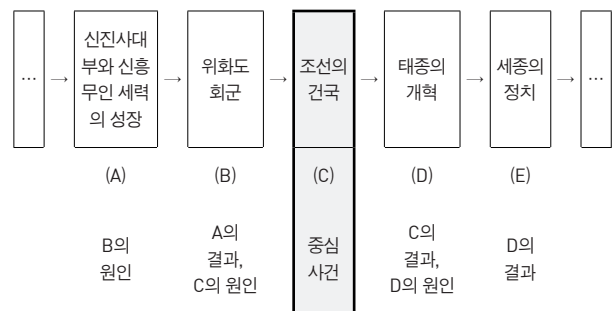 …
→
신진사대
부와 신흥
무인 세력
의 성장
→
위화도
회군
→
조선의
건국
→
태종의
개혁
→
세종의
정치
→
…
(A)
(B)
(C)
(D)
(E)
B의
원인
A의
결과,
C의 원인
중심
사건
C의
결과,
D의 원인
D의
결과